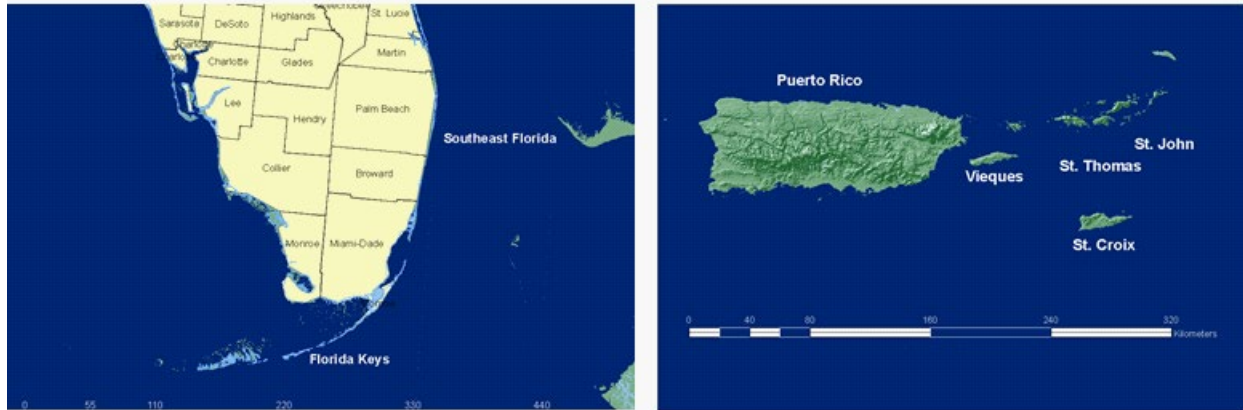 Sarasota
DeSoto
Highlands
St. Lucie
Martin
Charlotte
Charlotte
Glades
Lee
Hendry
Palm Beach
Southeast Florida
Collier
Broward
Monroe
Miami-Dade
Florida Keys
0 55 110 220 330 440
Puerto Rico
St. John
St. Thomas
Vieques
St. Croix
0 40 80 160 240 320
Kilometers